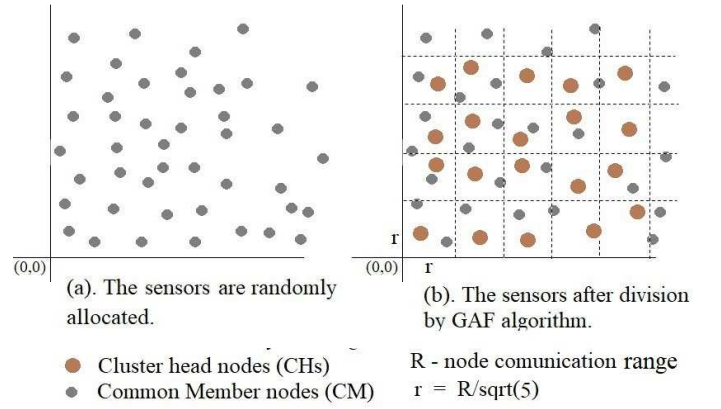 r
(0,0)
(0,0)
r
(a). The sensors are randomly
allocated.
(b). The sensors after division
by GAF algorithm.
Cluster head nodes (CHs)
Common Member nodes (CM)
R - node comunication range
r = R/sqrt(5)